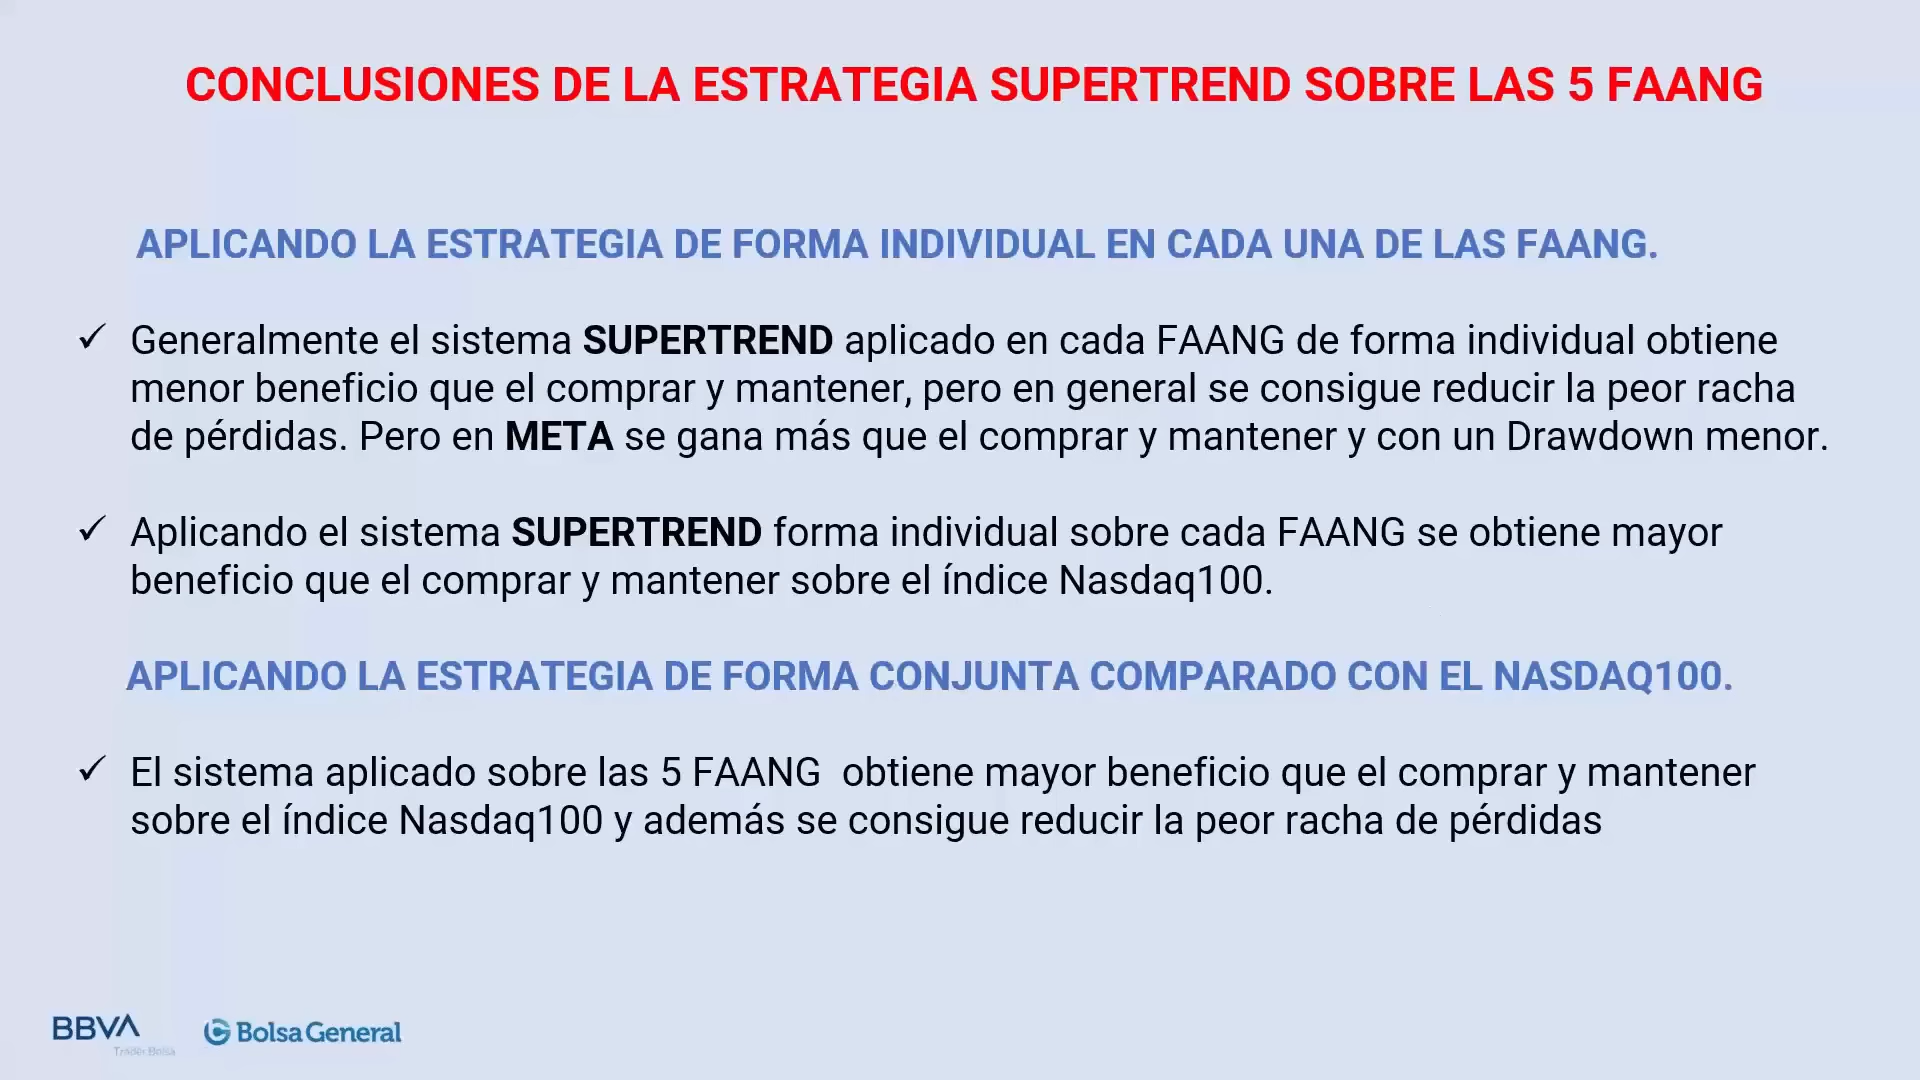 CONCLUSIONES DE LA ESTRATEGIA SUPERTREND SOBRE LAS 5 FAANG
APLICANDO LA ESTRATEGIA DE FORMA INDIVIDUAL EN CADA UNA DE LAS FAANG.
✓ Generalmente el sistema SUPERTREND aplicado en cada FAANG de forma individual obtiene
menor beneficio que el comprar y mantener, pero en general se consigue reducir la peor racha
de pérdidas. Pero en META se gana más que el comprar y mantener y con un Drawdown menor.
✓ Aplicando el sistema SUPERTREND forma individual sobre cada FAANG se obtiene mayor
beneficio que el comprar y mantener sobre el índice Nasdaq100.
APLICANDO LA ESTRATEGIA DE FORMA CONJUNTA COMPARADO CON EL NASDAQ100.
✓ El sistema aplicado sobre las 5 FAANG  obtiene mayor beneficio que el comprar y mantener
sobre el índice Nasdaq100 y además se consigue reducir la peor racha de pérdidas
BBVA
Trader Bolsa
Bolsa General